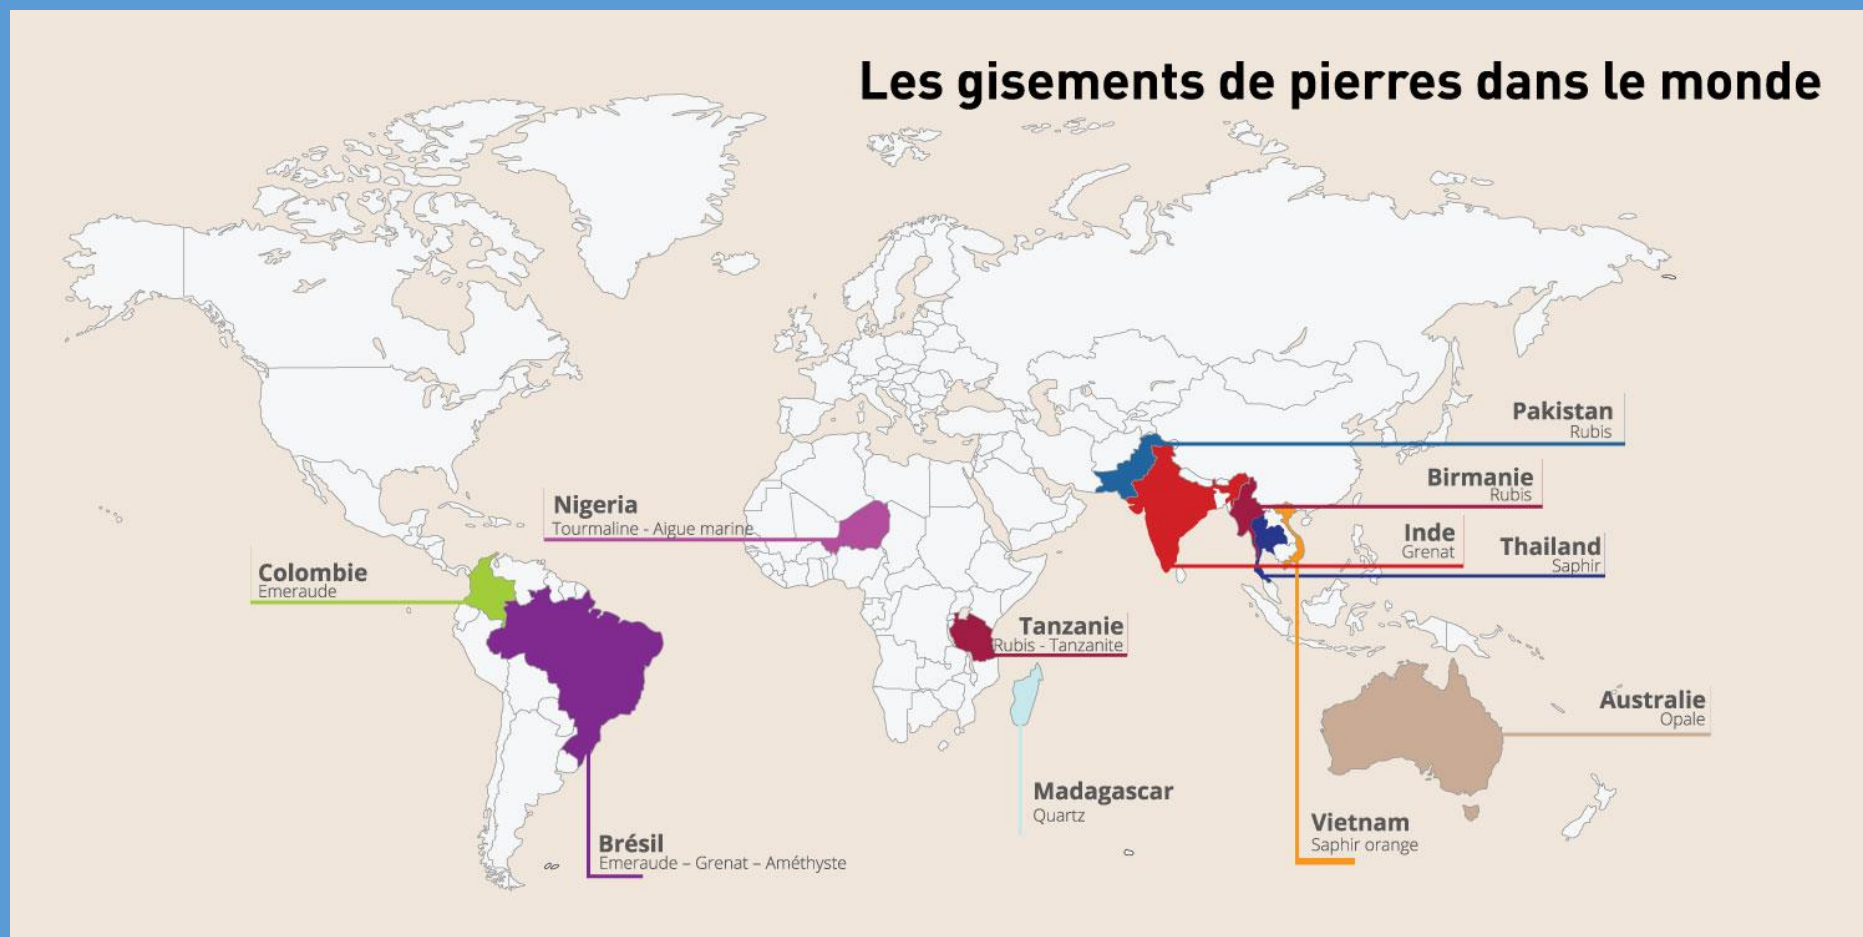 Les gisements de pierres dans le monde
Pakistan
Rubis
Birmanie
Rubis
Nigeria
Tourmaline - Aigue marine
Inde
Grenat
Thailand
Saphir
Colombie
Emeraude
Tanzanie
Rubis - Tanzanite
Australie
Opale
Madagascar
Quartz
Vietnam
Saphir orange
Brésil
Emeraude – Grenat – Améthyste